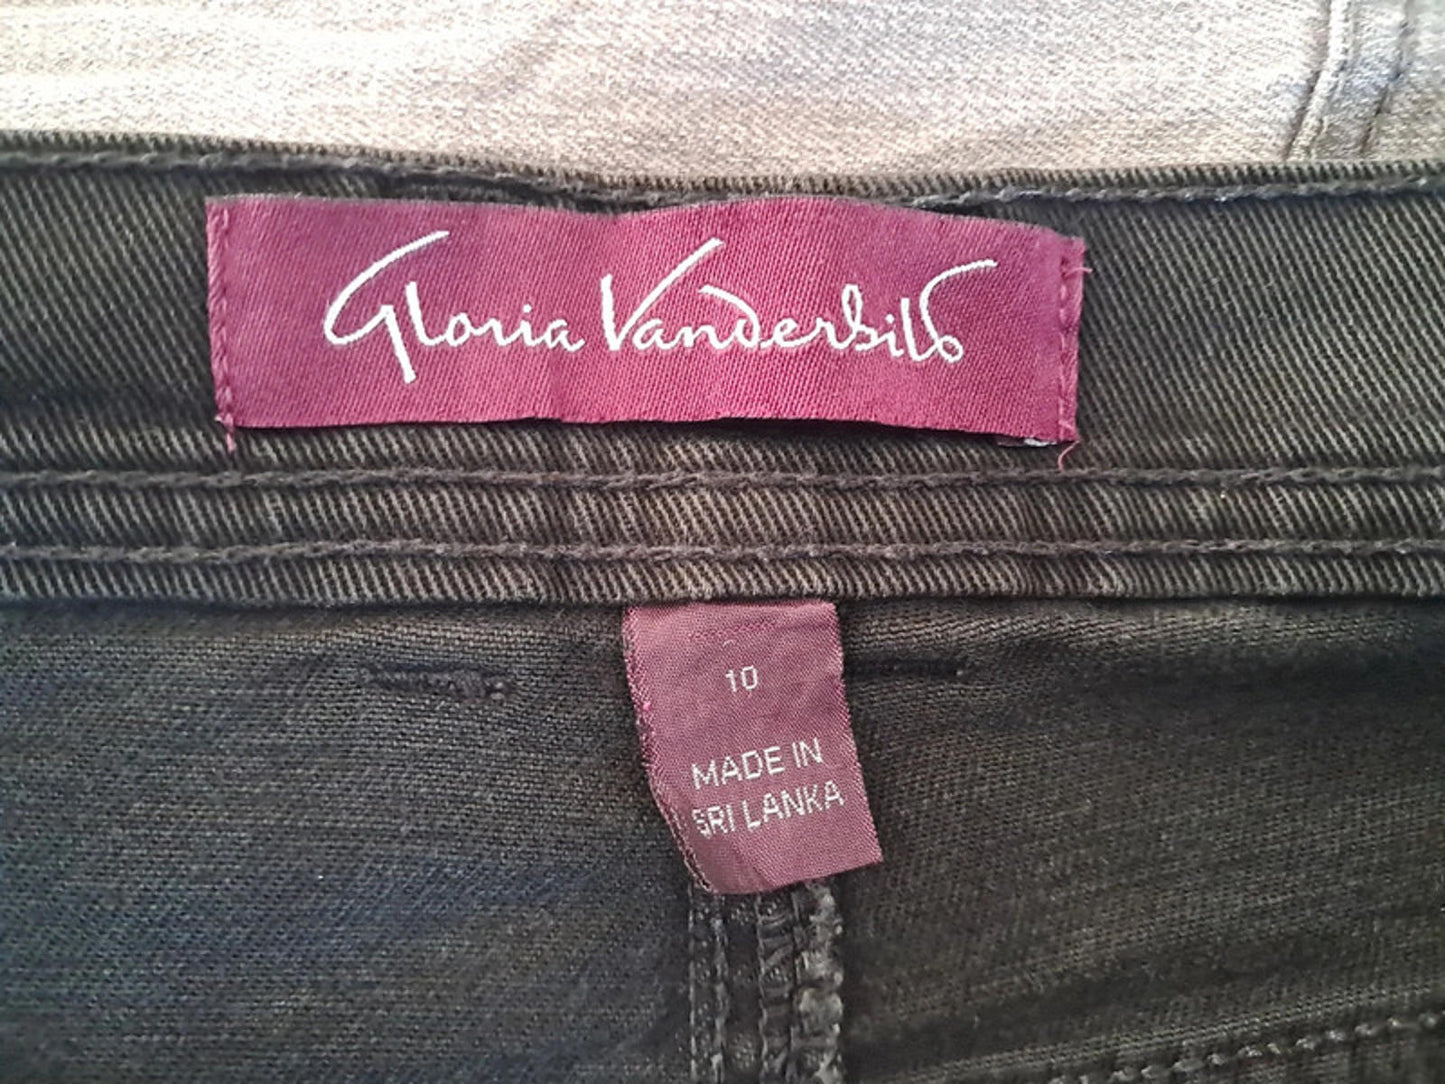 Gloria Vanderbilt
10
MADE IN
SRI LANKA